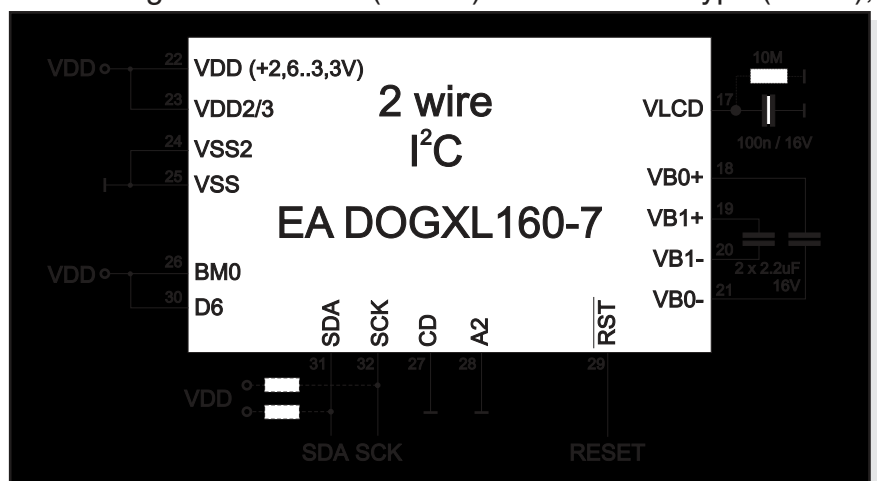 VDD
22
VDD (+2,6..3,3V)
23
VDD2/3
24
VSS2
25
VSS
VDD
26
BM0
30
D6
2 wire
I²C
EA DOGXL160-7
10M
17
VLCD
100n / 16V
18
VB0+
19
VB1+
20
VB1-
2 x 2.2uF
16V
21
VB0-
SDA
SCK
CD
A2
RST
31
32
27
28
29
VDD
SDA SCK
RESET